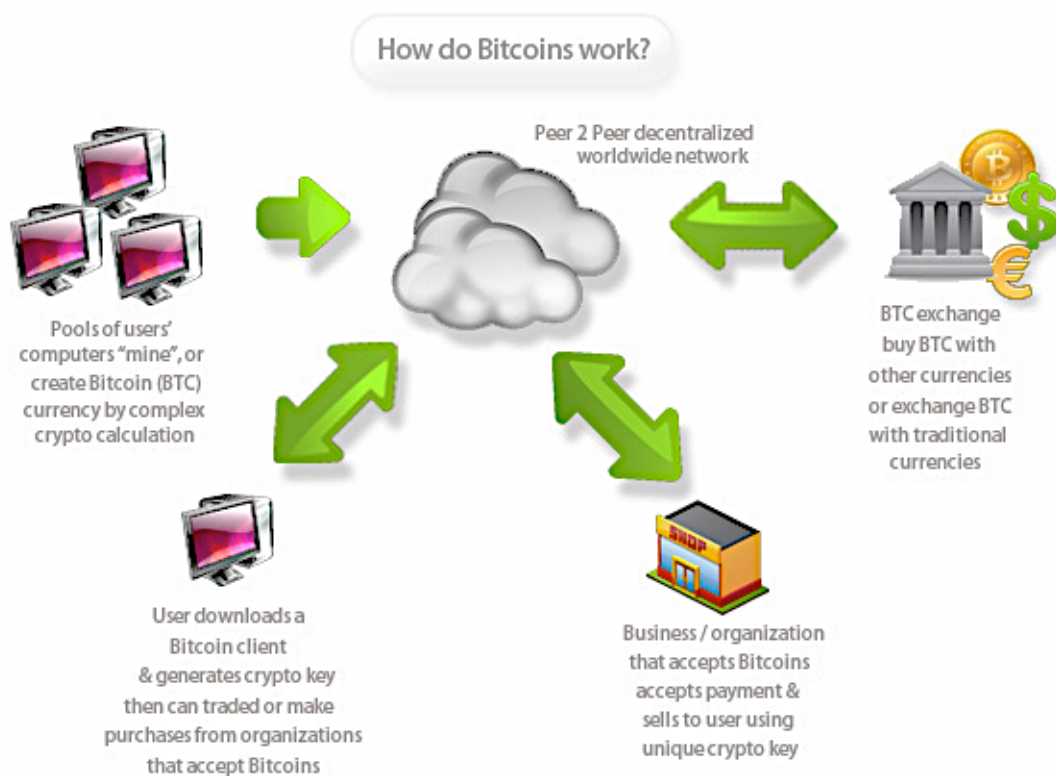 How do Bitcoins work?
Peer 2 Peer decentralized
worldwide network
Pools of users'
computers “mine”, or
create Bitcoin (BTC)
currency by complex
crypto calculation
BTC exchange
buy BTC with
other currencies
or exchange BTC
with traditional
currencies
User downloads a
Bitcoin client
& generates crypto key
then can traded or make
purchases from organizations
that accept Bitcoins
SHOP
Business / organization
that accepts Bitcoins
accepts payment &
sells to user using
unique crypto key